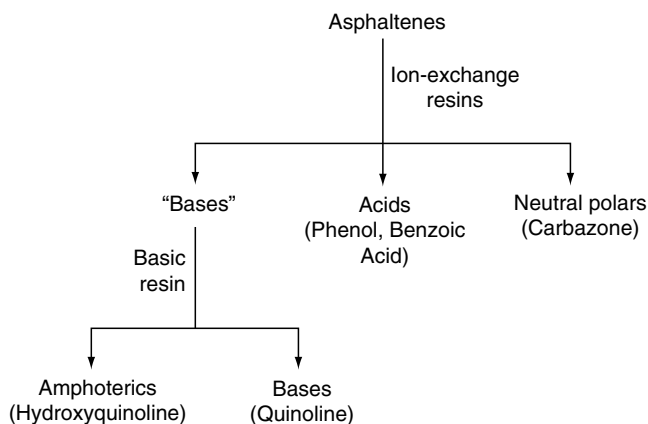 Asphaltenes
Ion-exchange
resins
“Bases”
Acids
(Phenol, Benzoic
Acid)
Neutral polars
(Carbazone)
Basic
resin
Amphoterics
(Hydroxyquinoline)
Bases
(Quinoline)